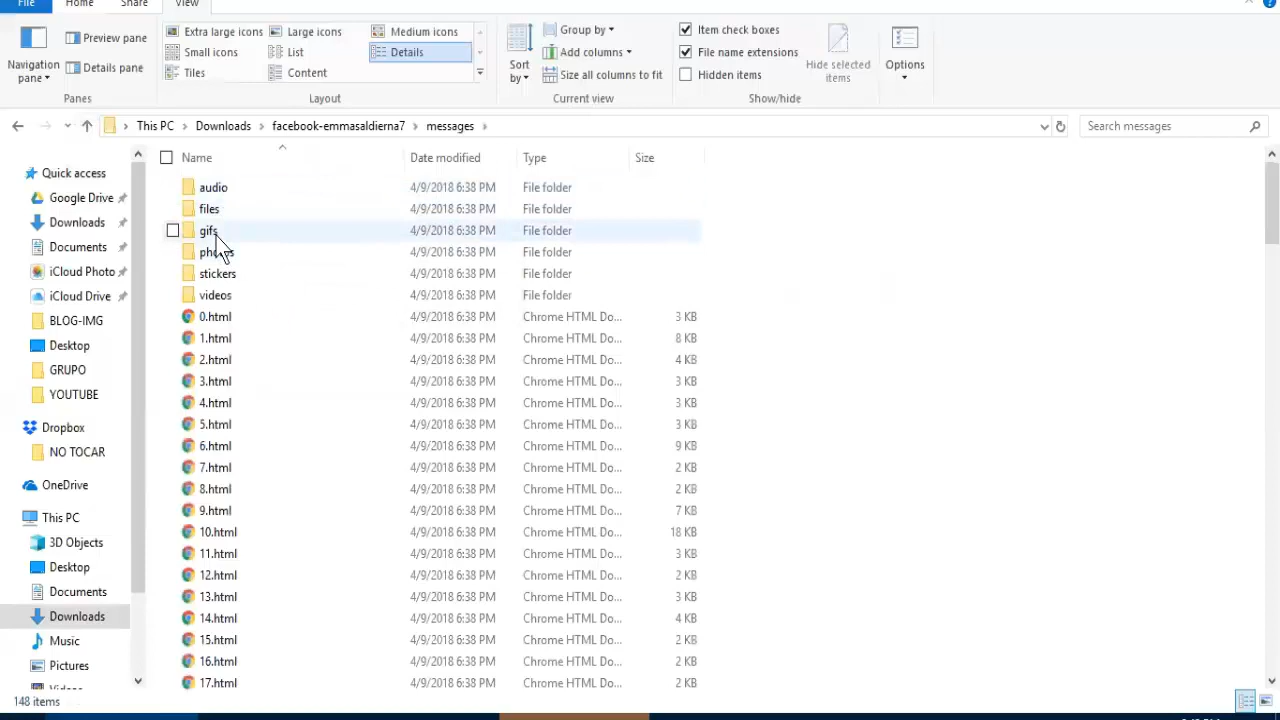 File Home Share View
Extra large icons Large icons Medium icons
Small icons List Details
Tiles Content
Preview pane
Details pane
Navigation
pane
Sort
by
Group by
Add columns
Size all columns to fit
Item check boxes
File name extensions
Hidden items
Hide selected
items
Options
Panes Layout Current view Show/hide
This PC Downloads facebook-emmasaldierna7 messages
Search messages
Name Date modified Type Size
Quick access
Google Drive
Downloads
Documents
iCloud Photo
iCloud Drive
BLOG-IMG
Desktop
GRUPO
YOUTUBE
Dropbox
NO TOCAR
OneDrive
This PC
3D Objects
Desktop
Documents
Downloads
Music
Pictures
Videos
audio 4/9/2018 6:38 PM File folder
files 4/9/2018 6:38 PM File folder
gifs 4/9/2018 6:38 PM File folder
photos 4/9/2018 6:38 PM File folder
stickers 4/9/2018 6:38 PM File folder
videos 4/9/2018 6:38 PM File folder
0.html 4/9/2018 6:38 PM Chrome HTML Do... 3 KB
1.html 4/9/2018 6:38 PM Chrome HTML Do... 8 KB
2.html 4/9/2018 6:38 PM Chrome HTML Do... 4 KB
3.html 4/9/2018 6:38 PM Chrome HTML Do... 3 KB
4.html 4/9/2018 6:38 PM Chrome HTML Do... 3 KB
5.html 4/9/2018 6:38 PM Chrome HTML Do... 3 KB
6.html 4/9/2018 6:38 PM Chrome HTML Do... 9 KB
7.html 4/9/2018 6:38 PM Chrome HTML Do... 2 KB
8.html 4/9/2018 6:38 PM Chrome HTML Do... 2 KB
9.html 4/9/2018 6:38 PM Chrome HTML Do... 7 KB
10.html 4/9/2018 6:38 PM Chrome HTML Do... 18 KB
11.html 4/9/2018 6:38 PM Chrome HTML Do... 3 KB
12.html 4/9/2018 6:38 PM Chrome HTML Do... 2 KB
13.html 4/9/2018 6:38 PM Chrome HTML Do... 3 KB
14.html 4/9/2018 6:38 PM Chrome HTML Do... 4 KB
15.html 4/9/2018 6:38 PM Chrome HTML Do... 2 KB
16.html 4/9/2018 6:38 PM Chrome HTML Do... 2 KB
17.html 4/9/2018 6:38 PM Chrome HTML Do... 2 KB
148 items